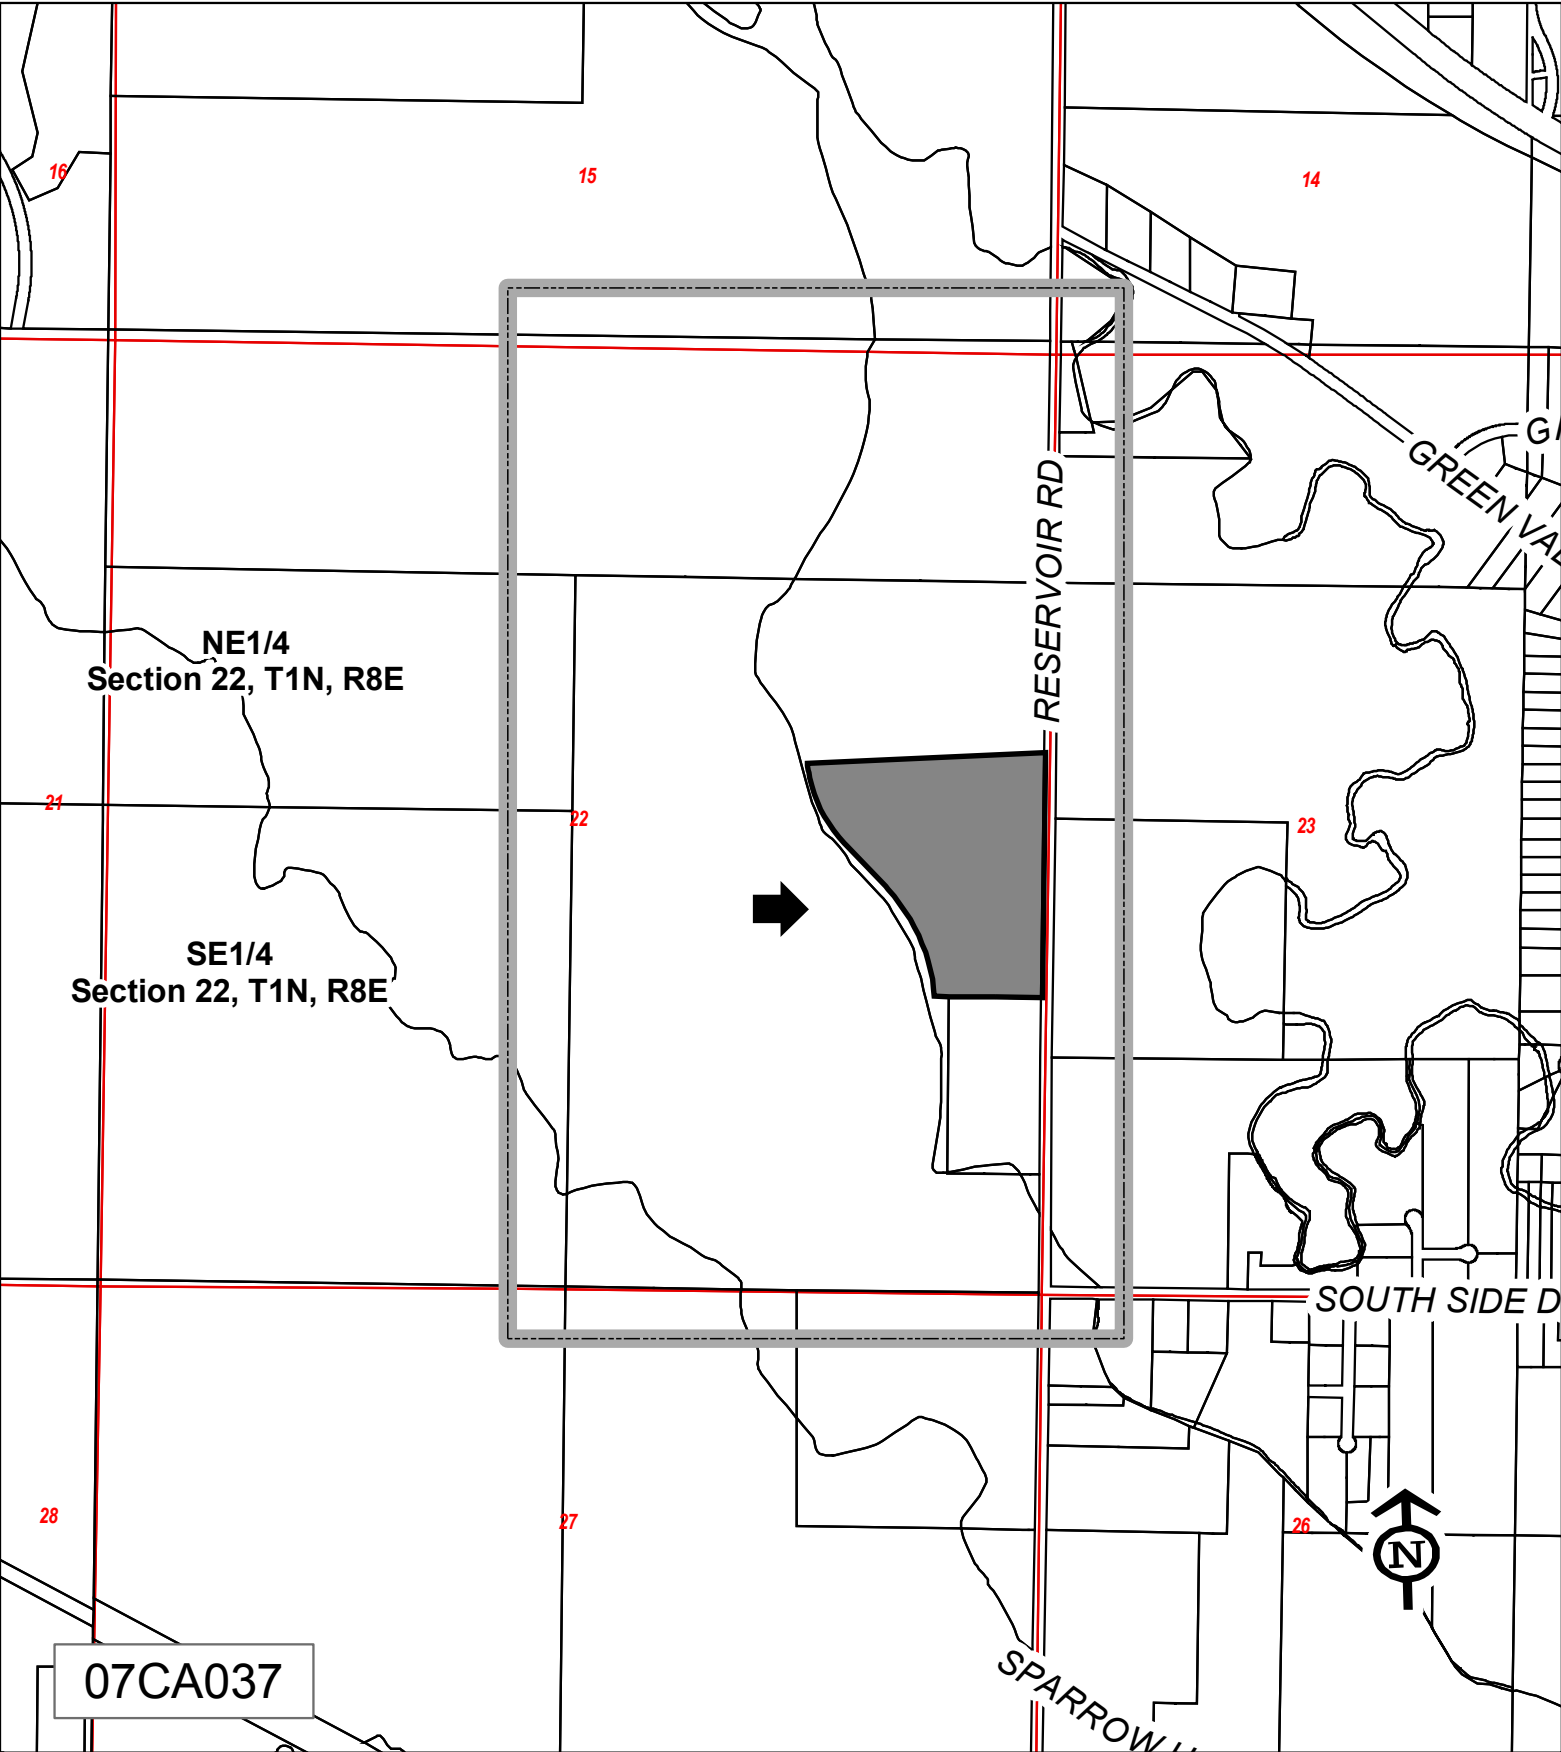 16
15
14
GREEN
RESERVOIR RD
NE1/4
Section 22, T1N, R8E
21
22
23
SE1/4
Section 22, T1N, R8E
SOUTH SIDE D
28
27
26
N
07CA037
SPARROW